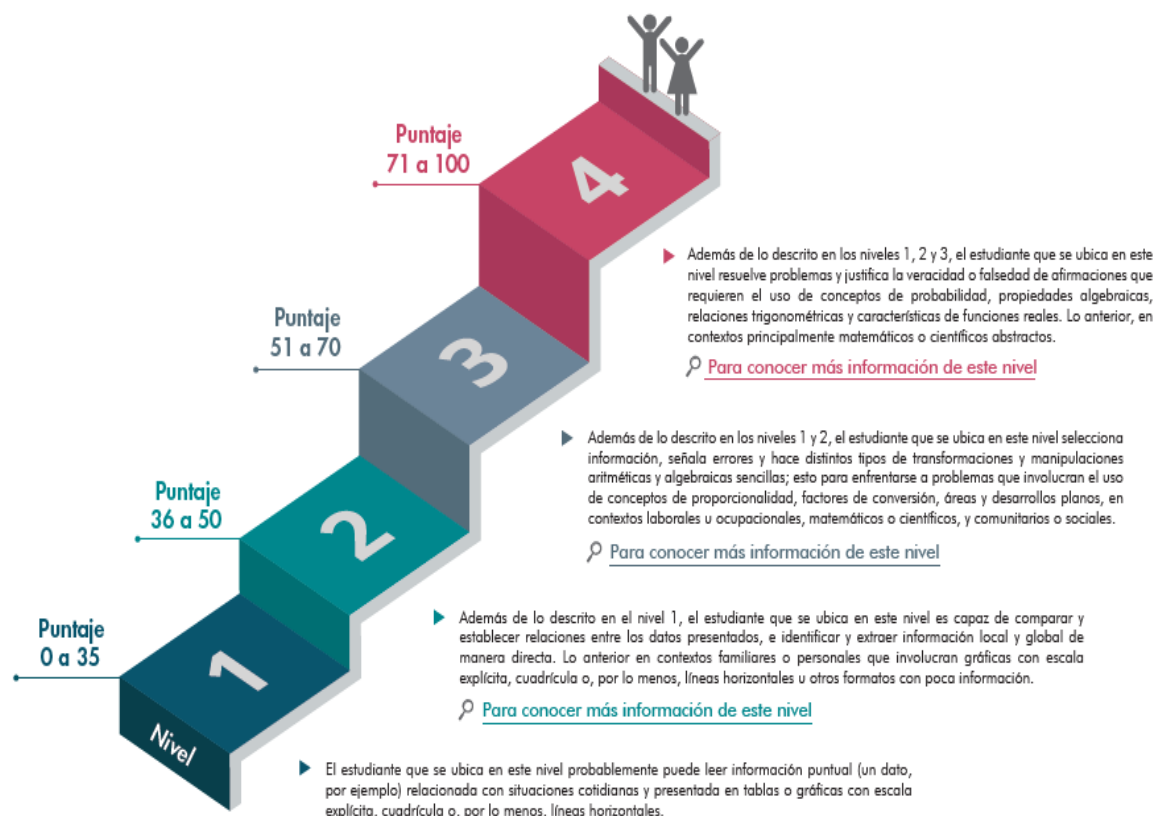 Puntaje
71 a 100
4
Además de lo descrito en los niveles 1, 2 y 3, el estudiante que se ubica en este
nivel resuelve problemas y justifica la veracidad o falsedad de afirmaciones que
requieren el uso de conceptos de probabilidad, propiedades algebraicas,
relaciones trigonométricas y características de funciones reales. Lo anterior, en
contextos principalmente matemáticos o científicos abstractos.
Para conocer más información de este nivel
Puntaje
51 a 70
3
Además de lo descrito en los niveles 1 y 2, el estudiante que se ubica en este nivel selecciona
información, señala errores y hace distintos tipos de transformaciones y manipulaciones
aritméticas y algebraicas sencillas; esto para enfrentarse a problemas que involucran el uso
de conceptos de proporcionalidad, factores de conversión, áreas y desarrollos planos, en
contextos laborales u ocupacionales, matemáticos o científicos, y comunitarios o sociales.
Para conocer más información de este nivel
Puntaje
36 a 50
2
Además de lo descrito en el nivel 1, el estudiante que se ubica en este nivel es capaz de comparar y
establecer relaciones entre los datos presentados, e identificar y extraer información local y global de
manera directa. Lo anterior en contextos familiares o personales que involucran gráficas con escala
explícita, cuadrícula o, por lo menos, líneas horizontales u otros formatos con poca información.
Para conocer más información de este nivel
Puntaje
0 a 35
1
Nivel
El estudiante que se ubica en este nivel probablemente puede leer información puntual (un dato,
por ejemplo) relacionada con situaciones cotidianas y presentada en tablas o gráficas con escala
explícita, cuadrícula o, por lo menos, líneas horizontales.